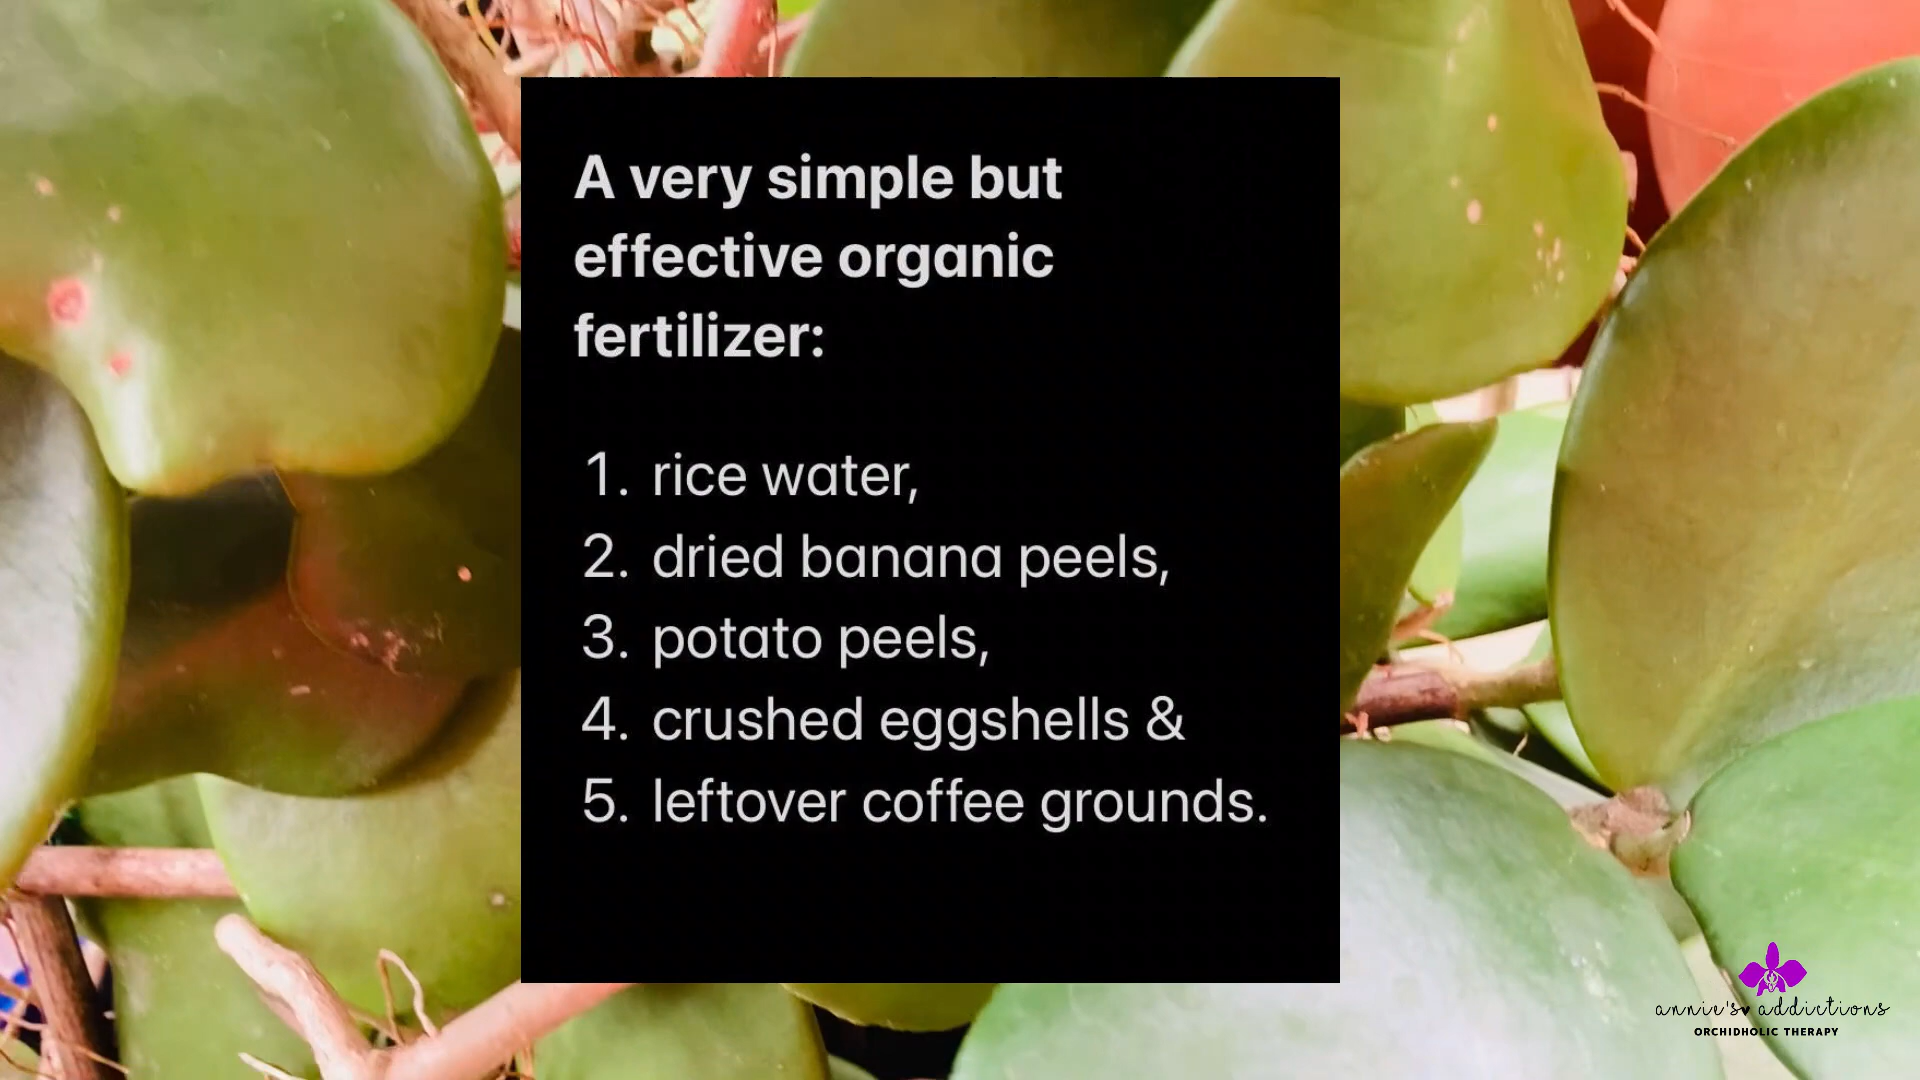 A very simple but
effective organic
fertilizer:
1. rice water,
2. dried banana peels,
3. potato peels,
4. crushed eggshells &
5. leftover coffee grounds.
annie's addictions
ORCHIDHOLIC THERAPY